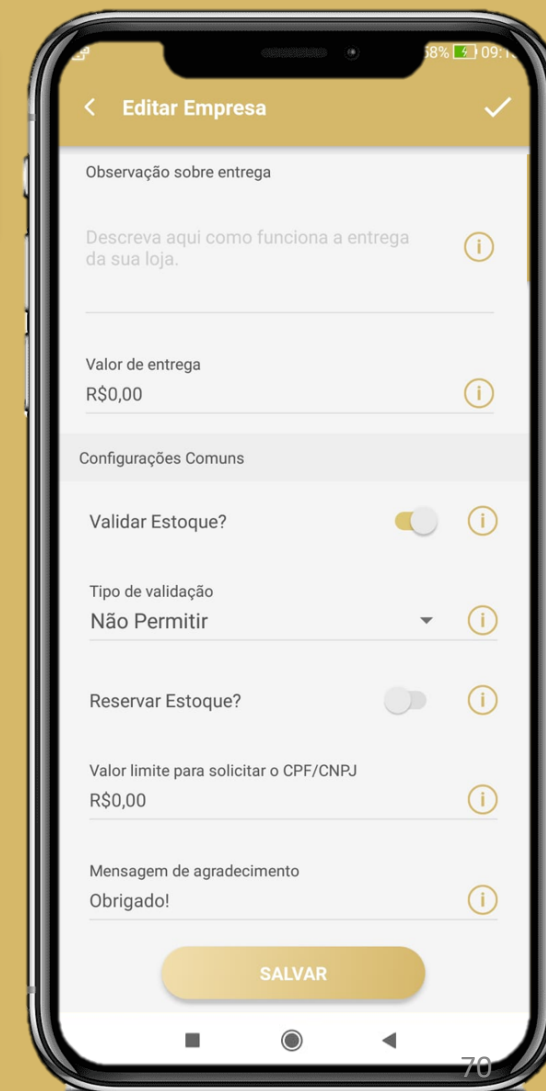 58% 09:1
Editar Empresa
Observação sobre entrega
Descreva aqui como funciona a entrega
da sua loja.
Valor de entrega
R$0,00
Configurações Comuns
Validar Estoque?
Tipo de validação
Não Permitir
Reservar Estoque?
Valor limite para solicitar o CPF/CNPJ
R$0,00
Mensagem de agradecimento
Obrigado!
SALVAR
70